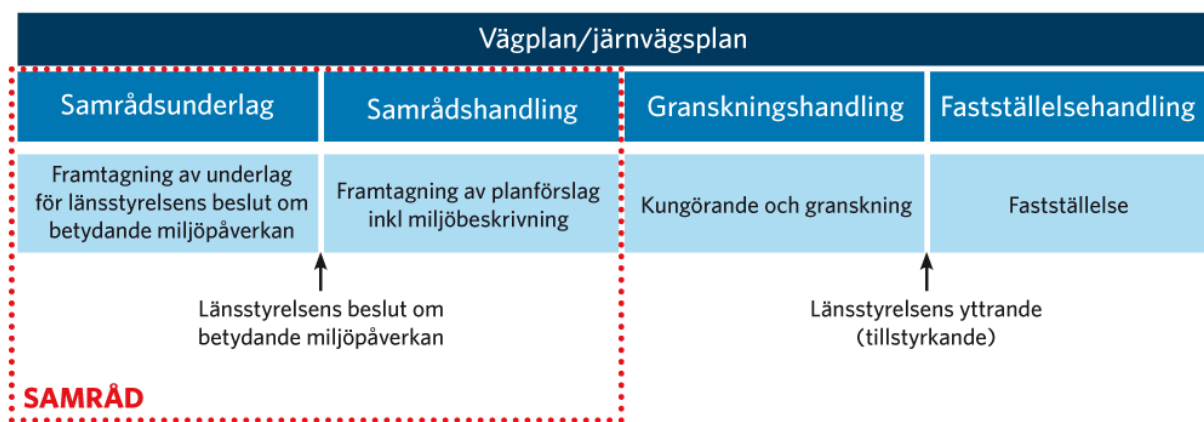 Vägplan/järnvägsplan
Samrådsunderlag
Samrådshandling
Granskningshandling
Fastställelsehandling
Framtagning av underlag
för länsstyrelsens beslut om
betydande miljöpåverkan
Framtagning av planförslag
inkl miljöbeskrivning
Kungörande och granskning
Fastställelse
Länsstyrelsens beslut om
betydande miljöpåverkan
Länsstyrelsens yttrande
(tillstyrkande)
SAMRÅD